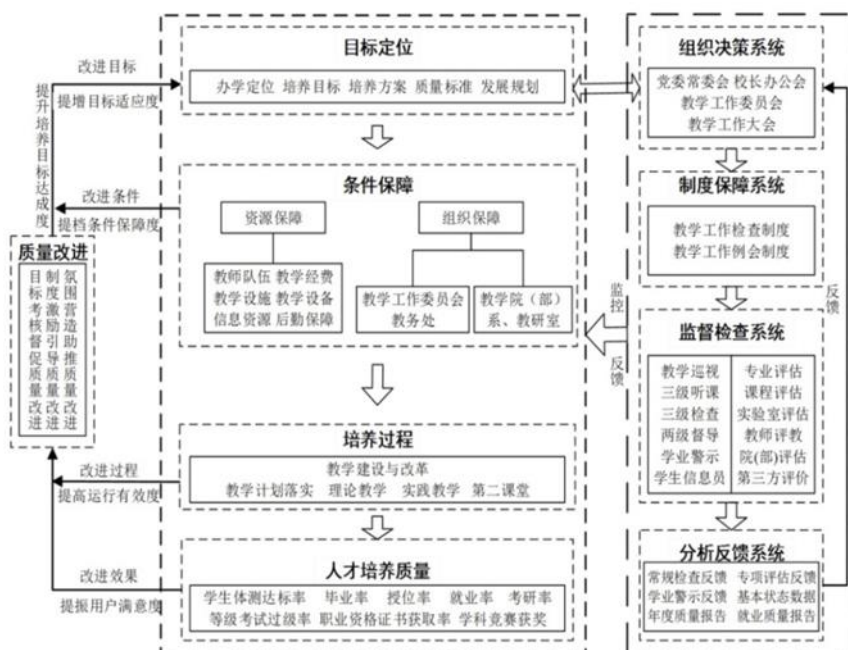 改进目标
提增目标适应度
提升培养目标达成度
改进条件
提档条件保障度
质量改进
目标考核督促质量改进
制度激励引导质量改进
氛围营造助推质量改进
改进过程
提高运行有效度
改进效果
提振用户满意度
目标定位
办学定位 培养目标 培养方案 质量标准 发展规划
条件保障
资源保障
组织保障
教师队伍 教学经费
教学设施 教学设备
信息资源 后勤保障
教学工作委员会
教务处
教学院（部）
系、教研室
培养过程
教学建设与改革
教学计划落实 理论教学 实践教学 第二课堂
人才培养质量
学生体测达标率 毕业率 授位率 就业率 考研率
等级考试过级率 职业资格证书获取率 学科竞赛获奖
监控
反馈
组织决策系统
党委常委会 校长办公会
教学工作委员会
教学工作大会
制度保障系统
教学工作检查制度
教学工作例会制度
监督检查系统
教学巡视 专业评估
三级听课 课程评估
三级检查 实验室评估
两级督导 教师评教
学业警示 院(部)评估
学生信息员 第三方评价
分析反馈系统
常规检查反馈 专项评估反馈
学业警示反馈 基本状态数据
年度质量报告 就业质量报告
反馈